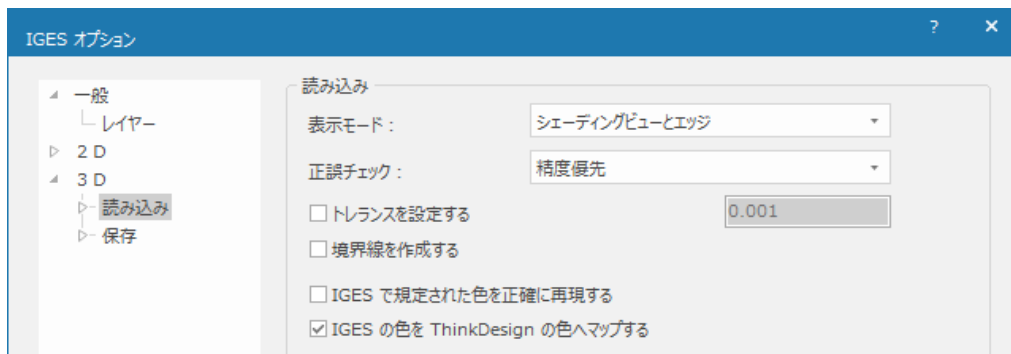 IGES オプション
? ×
一般
レイヤー
2 D
3 D
読み込み
保存
読み込み
表示モード： シェーディングビューとエッジ
正誤チェック： 精度優先
トレランスを設定する 0.001
境界線を作成する
IGES で規定された色を正確に再現する
IGES の色を ThinkDesign の色へマップする